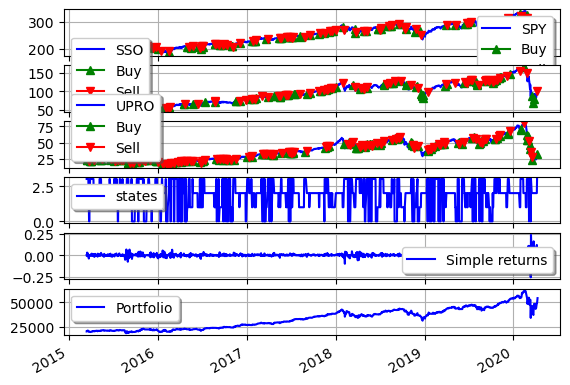 300
200
SPY
Buy
SSO
Buy
Sell
150
100
50
UPRO
Buy
Sell
75
50
25
2.5
0.0
states
0.25
0.00
−0.25
Simple returns
50000
25000
Portfolio
2015
2016
2017
2018
2019
2020